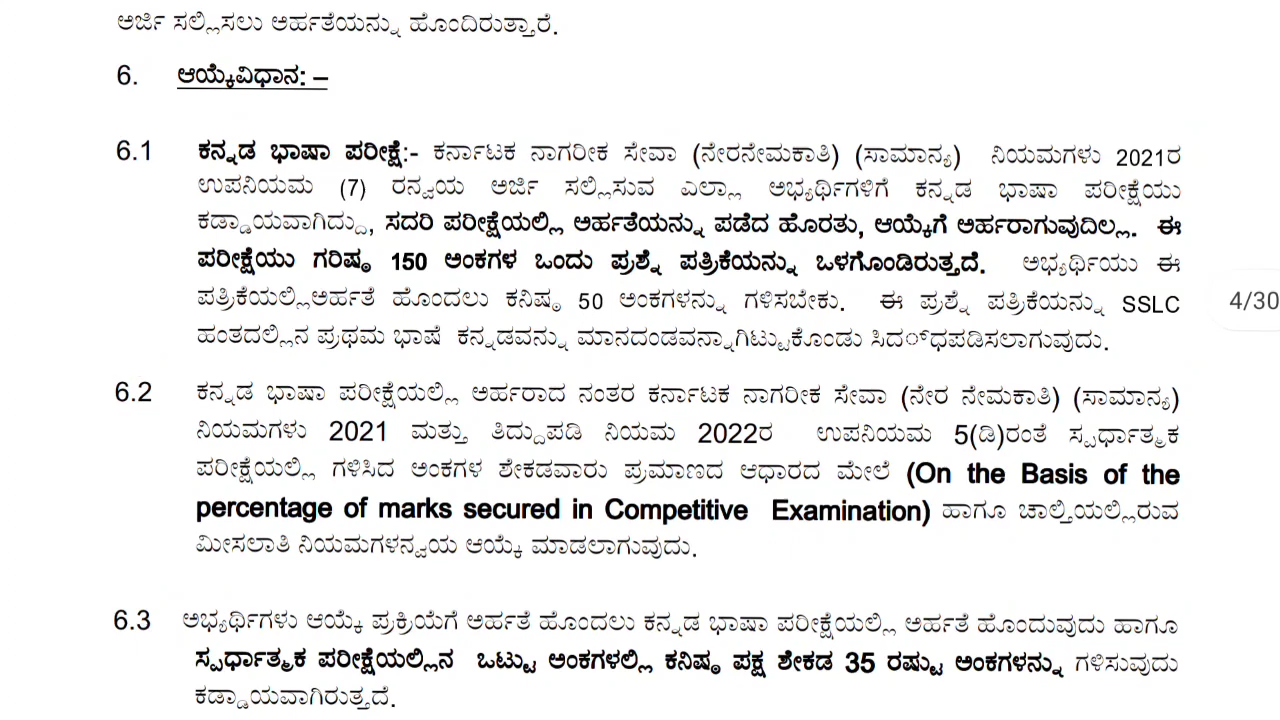 ಅರ್ಜಿ ಸಲ್ಲಿಸಲು ಅರ್ಹತೆಯನ್ನು ಹೊಂದಿರುತ್ತಾರೆ.
6. ಆಯ್ಕೆವಿಧಾನ: –
6.1 ಕನ್ನಡ ಭಾಷಾ ಪರೀಕ್ಷೆ:- ಕರ್ನಾಟಕ ನಾಗರೀಕ ಸೇವಾ (ನೇರನೇಮಕಾತಿ) (ಸಾಮಾನ್ಯ) ನಿಯಮಗಳು 2021ರ
ಉಪನಿಯಮ (7) ರನ್ವಯ ಅರ್ಜಿ ಸಲ್ಲಿಸುವ ಎಲ್ಲಾ ಅಭ್ಯರ್ಥಿಗಳಿಗೆ ಕನ್ನಡ ಭಾಷಾ ಪರೀಕ್ಷೆಯು
ಕಡ್ಡಾಯವಾಗಿದ್ದು, ಸದರಿ ಪರೀಕ್ಷೆಯಲ್ಲಿ ಅರ್ಹತೆಯನ್ನು ಪಡೆದ ಹೊರತು, ಆಯ್ಕೆಗೆ ಅರ್ಹರಾಗುವುದಿಲ್ಲ. ಈ
ಪರೀಕ್ಷೆಯು ಗರಿಷ್ಠ 150 ಅಂಕಗಳ ಒಂದು ಪ್ರಶ್ನೆ ಪತ್ರಿಕೆಯನ್ನು ಒಳಗೊಂಡಿರುತ್ತದೆ. ಅಭ್ಯರ್ಥಿಯು ಈ
ಪತ್ರಿಕೆಯಲ್ಲಿಅರ್ಹತೆ ಹೊಂದಲು ಕನಿಷ್ಠ 50 ಅಂಕಗಳನ್ನು ಗಳಿಸಬೇಕು. ಈ ಪ್ರಶ್ನೆ ಪತ್ರಿಕೆಯನ್ನು SSLC
4/30
ಹಂತದಲ್ಲಿನ ಪ್ರಥಮ ಭಾಷೆ ಕನ್ನಡವನ್ನು ಮಾನದಂಡವನ್ನಾಗಿಟ್ಟುಕೊಂಡು ಸಿದರ್‍ಧಪಡಿಸಲಾಗುವುದು.
6.2 ಕನ್ನಡ ಭಾಷಾ ಪರೀಕ್ಷೆಯಲ್ಲಿ ಅರ್ಹರಾದ ನಂತರ ಕರ್ನಾಟಕ ನಾಗರೀಕ ಸೇವಾ (ನೇರ ನೇಮಕಾತಿ) (ಸಾಮಾನ್ಯ)
ನಿಯಮಗಳು 2021 ಮತ್ತು ತಿದ್ದುಪಡಿ ನಿಯಮ 2022ರ ಉಪನಿಯಮ 5(ಡಿ)ರಂತೆ ಸ್ಪರ್ಧಾತ್ಮಕ
ಪರೀಕ್ಷೆಯಲ್ಲಿ ಗಳಿಸಿದ ಅಂಕಗಳ ಶೇಕಡವಾರು ಪ್ರಮಾಣದ ಆಧಾರದ ಮೇಲೆ (On the Basis of the
percentage of marks secured in Competitive Examination) ಹಾಗೂ ಚಾಲ್ತಿಯಲ್ಲಿರುವ
ಮೀಸಲಾತಿ ನಿಯಮಗಳನ್ವಯ ಆಯ್ಕೆ ಮಾಡಲಾಗುವುದು.
6.3 ಅಭ್ಯರ್ಥಿಗಳು ಆಯ್ಕೆ ಪ್ರಕ್ರಿಯೆಗೆ ಅರ್ಹತೆ ಹೊಂದಲು ಕನ್ನಡ ಭಾಷಾ ಪರೀಕ್ಷೆಯಲ್ಲಿ ಅರ್ಹತೆ ಹೊಂದುವುದು ಹಾಗೂ
ಸ್ಪರ್ಧಾತ್ಮಕ ಪರೀಕ್ಷೆಯಲ್ಲಿನ ಒಟ್ಟು ಅಂಕಗಳಲ್ಲಿ ಕನಿಷ್ಠ ಪಕ್ಷ ಶೇಕಡ 35 ರಷ್ಟು ಅಂಕಗಳನ್ನು ಗಳಿಸುವುದು
ಕಡ್ಡಾಯವಾಗಿರುತ್ತದೆ.